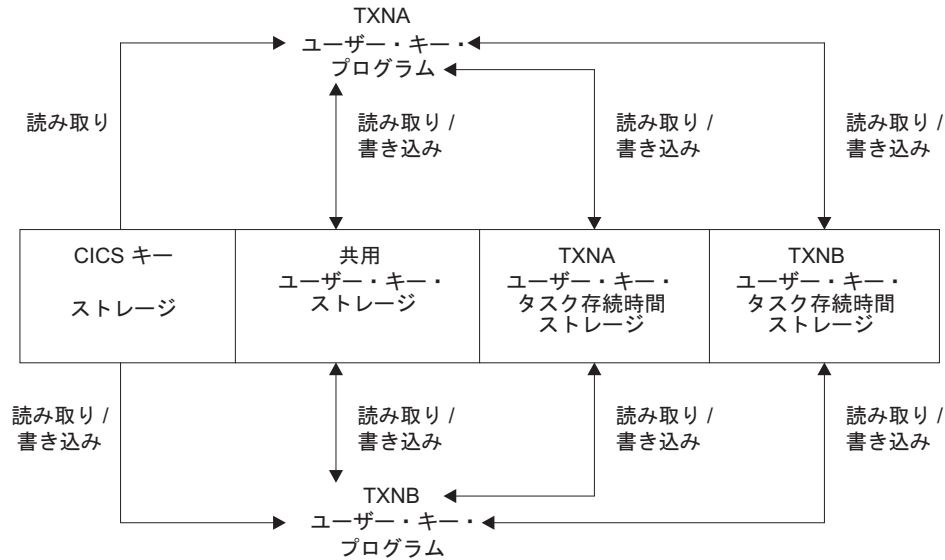 TXNA
ユーザー・キー・
プログラム
読み取り
読み取り /
書き込み
読み取り /
書き込み
読み取り /
書き込み
CICS キー
ストレージ
共用
ユーザー・キー・
ストレージ
TXNA
ユーザー・キー・
タスク存続時間
ストレージ
TXNB
ユーザー・キー・
タスク存続時間
ストレージ
読み取り /
書き込み
読み取り /
書き込み
読み取り /
書き込み
読み取り /
書き込み
TXNB
ユーザー・キー・
プログラム